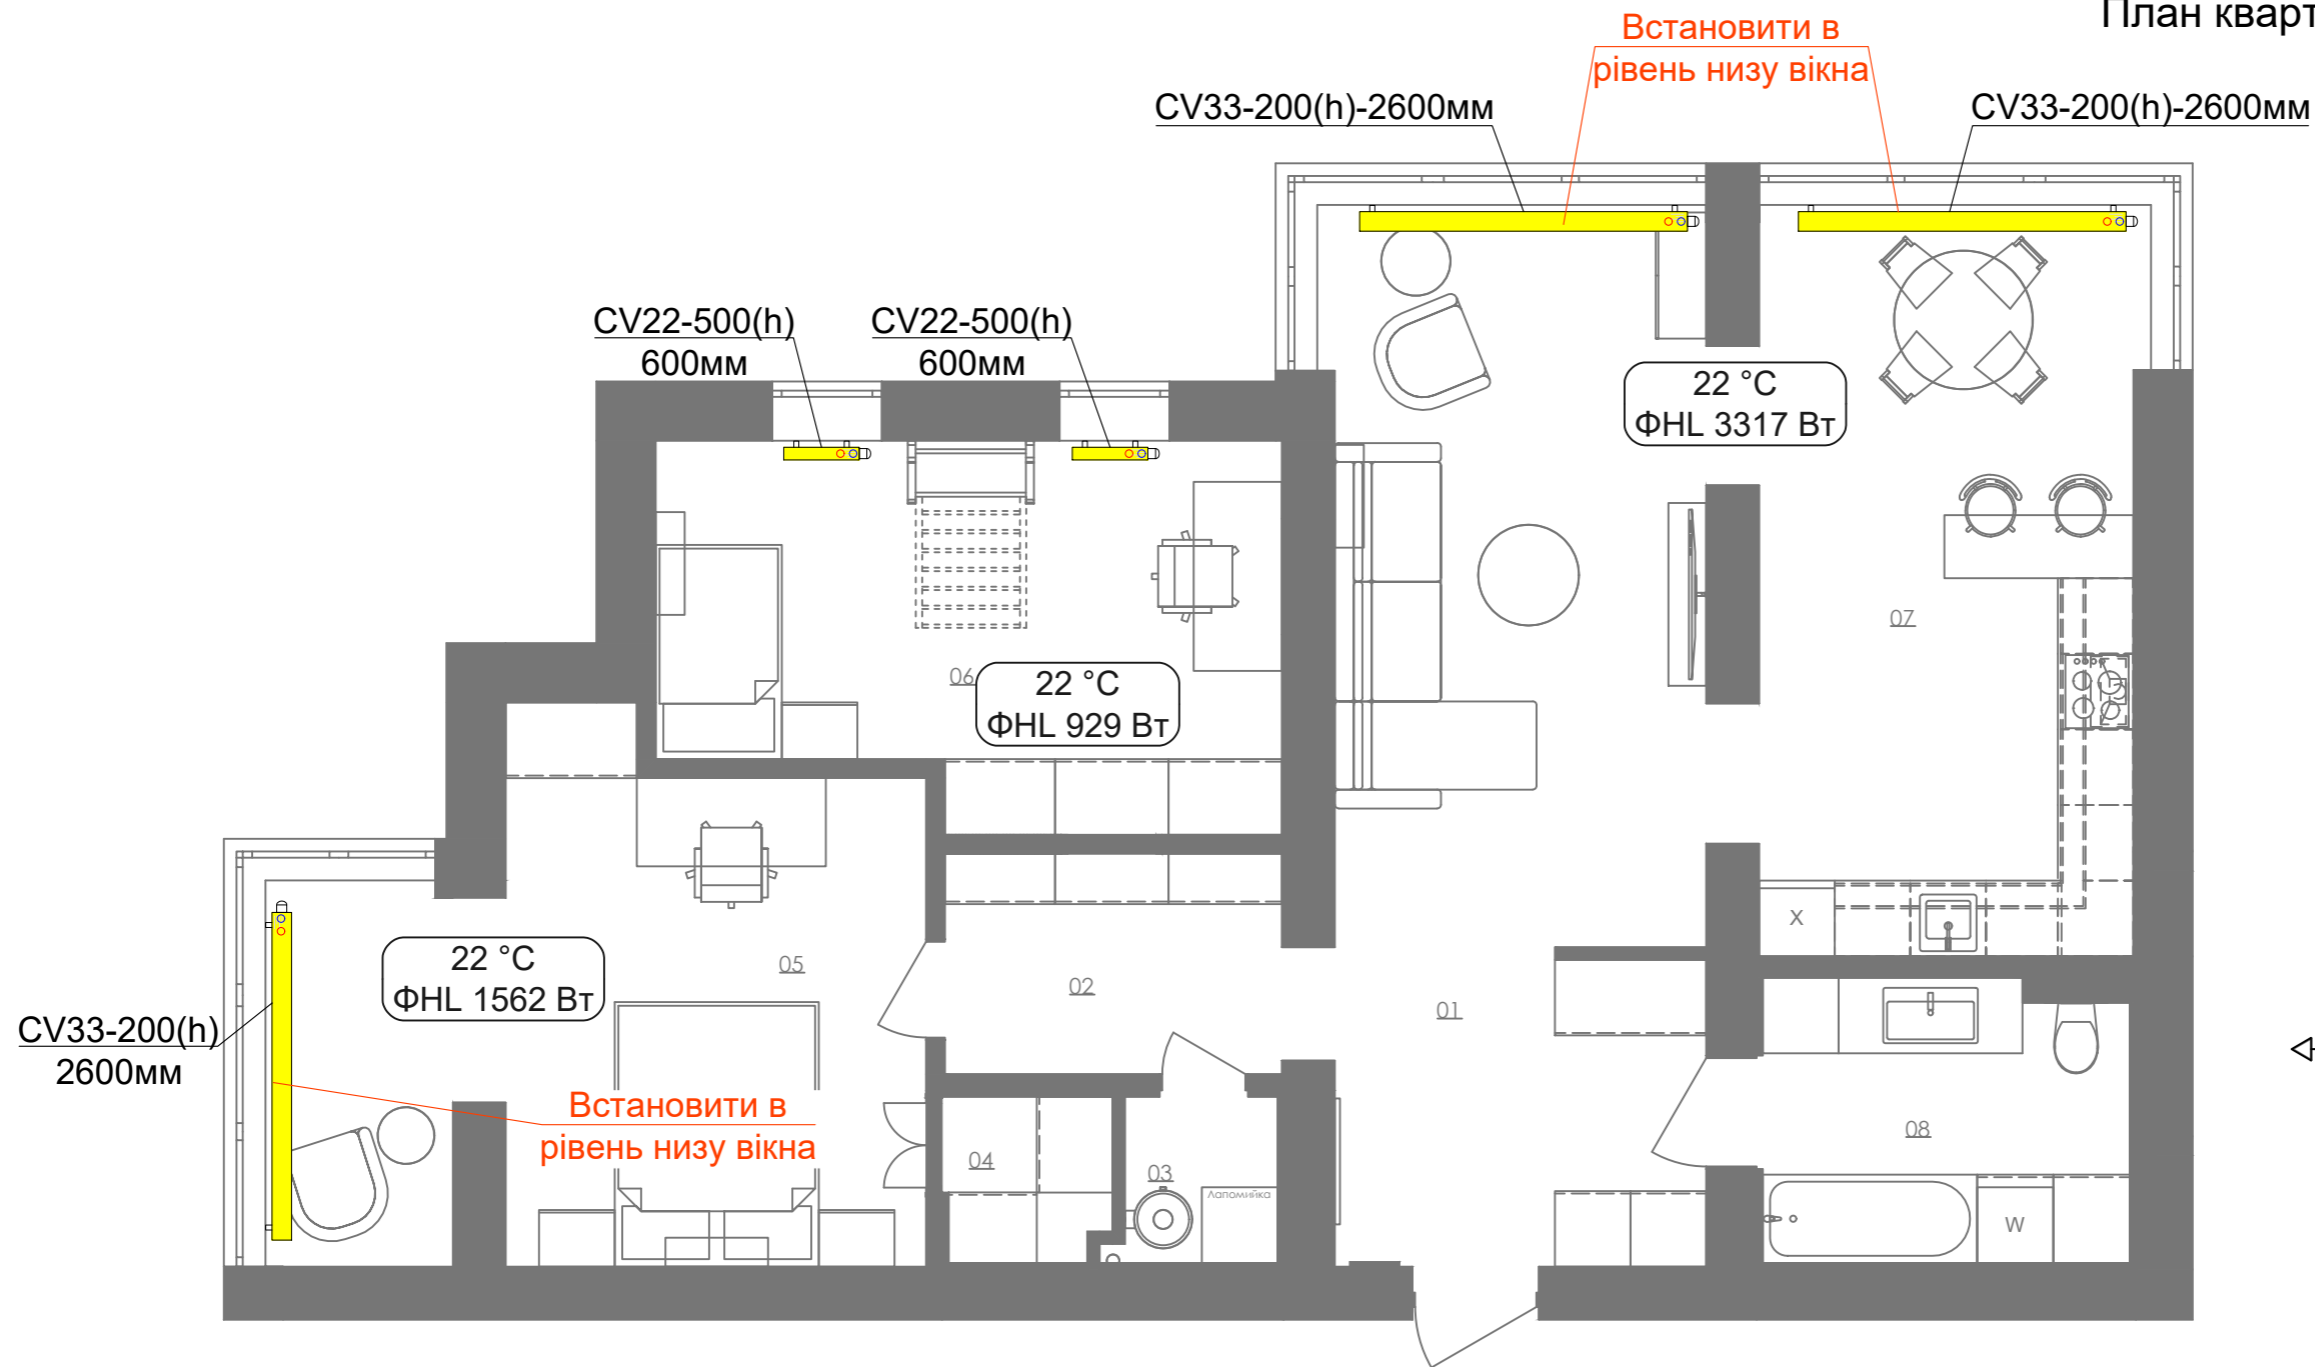 План кварт
Встановити в
рівень низу вікна
CV33-200(h)-2600мм
CV33-200(h)-2600мм
CV22-500(h)
600мм
CV22-500(h)
600мм
22 °C
ФHL 3317 Вт
07
06
22 °C
ФHL 929 Вт
X
22 °C
ФHL 1562 Вт
05
02
01
CV33-200(h)
2600мм
Встановити в
рівень низу вікна
04
03
Лапомийка
08
W